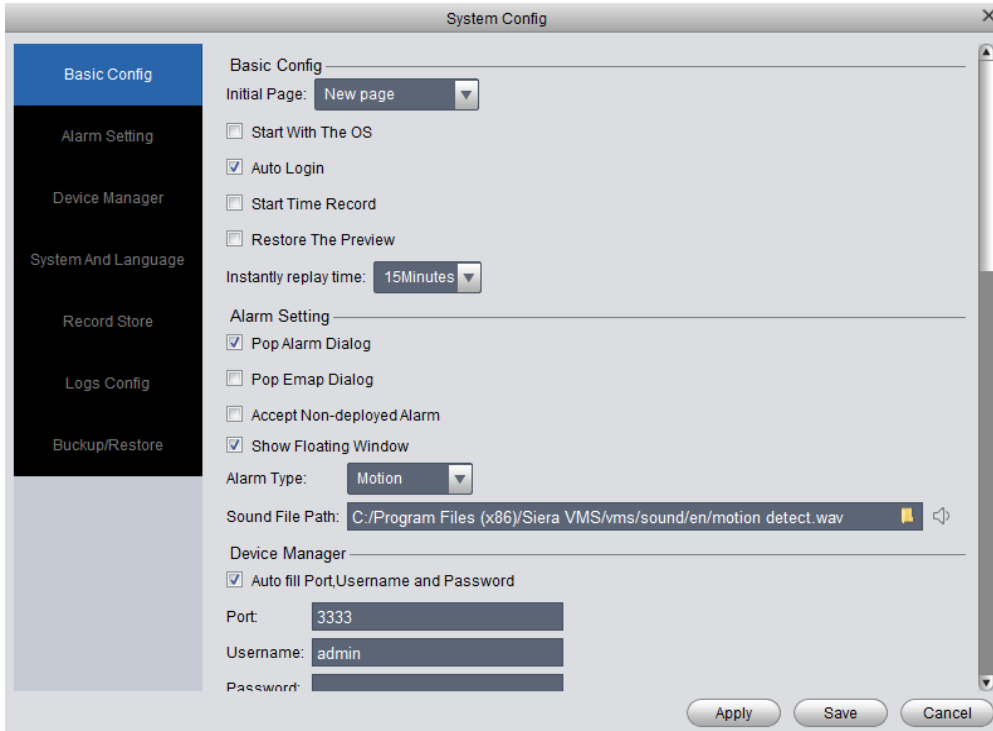 System Config
Basic Config
Alarm Setting
Device Manager
System And Language
Record Store
Logs Config
Buckup/Restore
Basic Config
Initial Page: New page
Start With The OS
Auto Login
Start Time Record
Restore The Preview
Instantly replay time: 15Minutes
Alarm Setting
Pop Alarm Dialog
Pop Emap Dialog
Accept Non-deployed Alarm
Show Floating Window
Alarm Type: Motion
Sound File Path: C:/Program Files (x86)/Siera VMS/vms/sound/en/motion detect.wav
Device Manager
Auto fill Port,Username and Password
Port: 3333
Username: admin
Password:
Apply Save Cancel